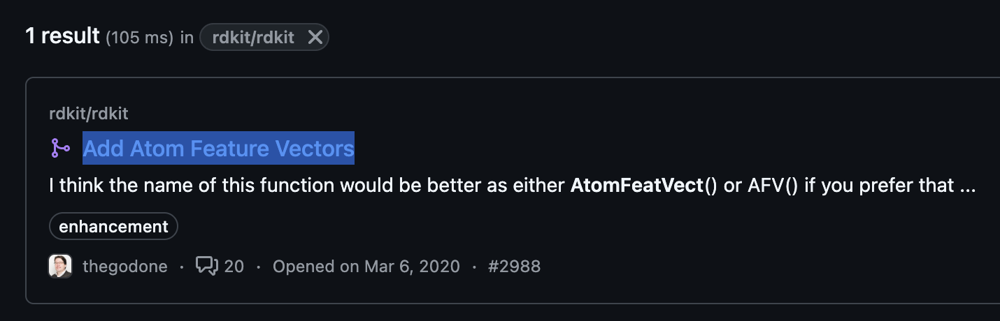 1 result (105 ms) in rdkit/rdkit
rdkit/rdkit
Add Atom Feature Vectors
I think the name of this function would be better as either AtomFeatVect() or AFV() if you prefer that ...
enhancement
thegodone · 20 · Opened on Mar 6, 2020 · #2988